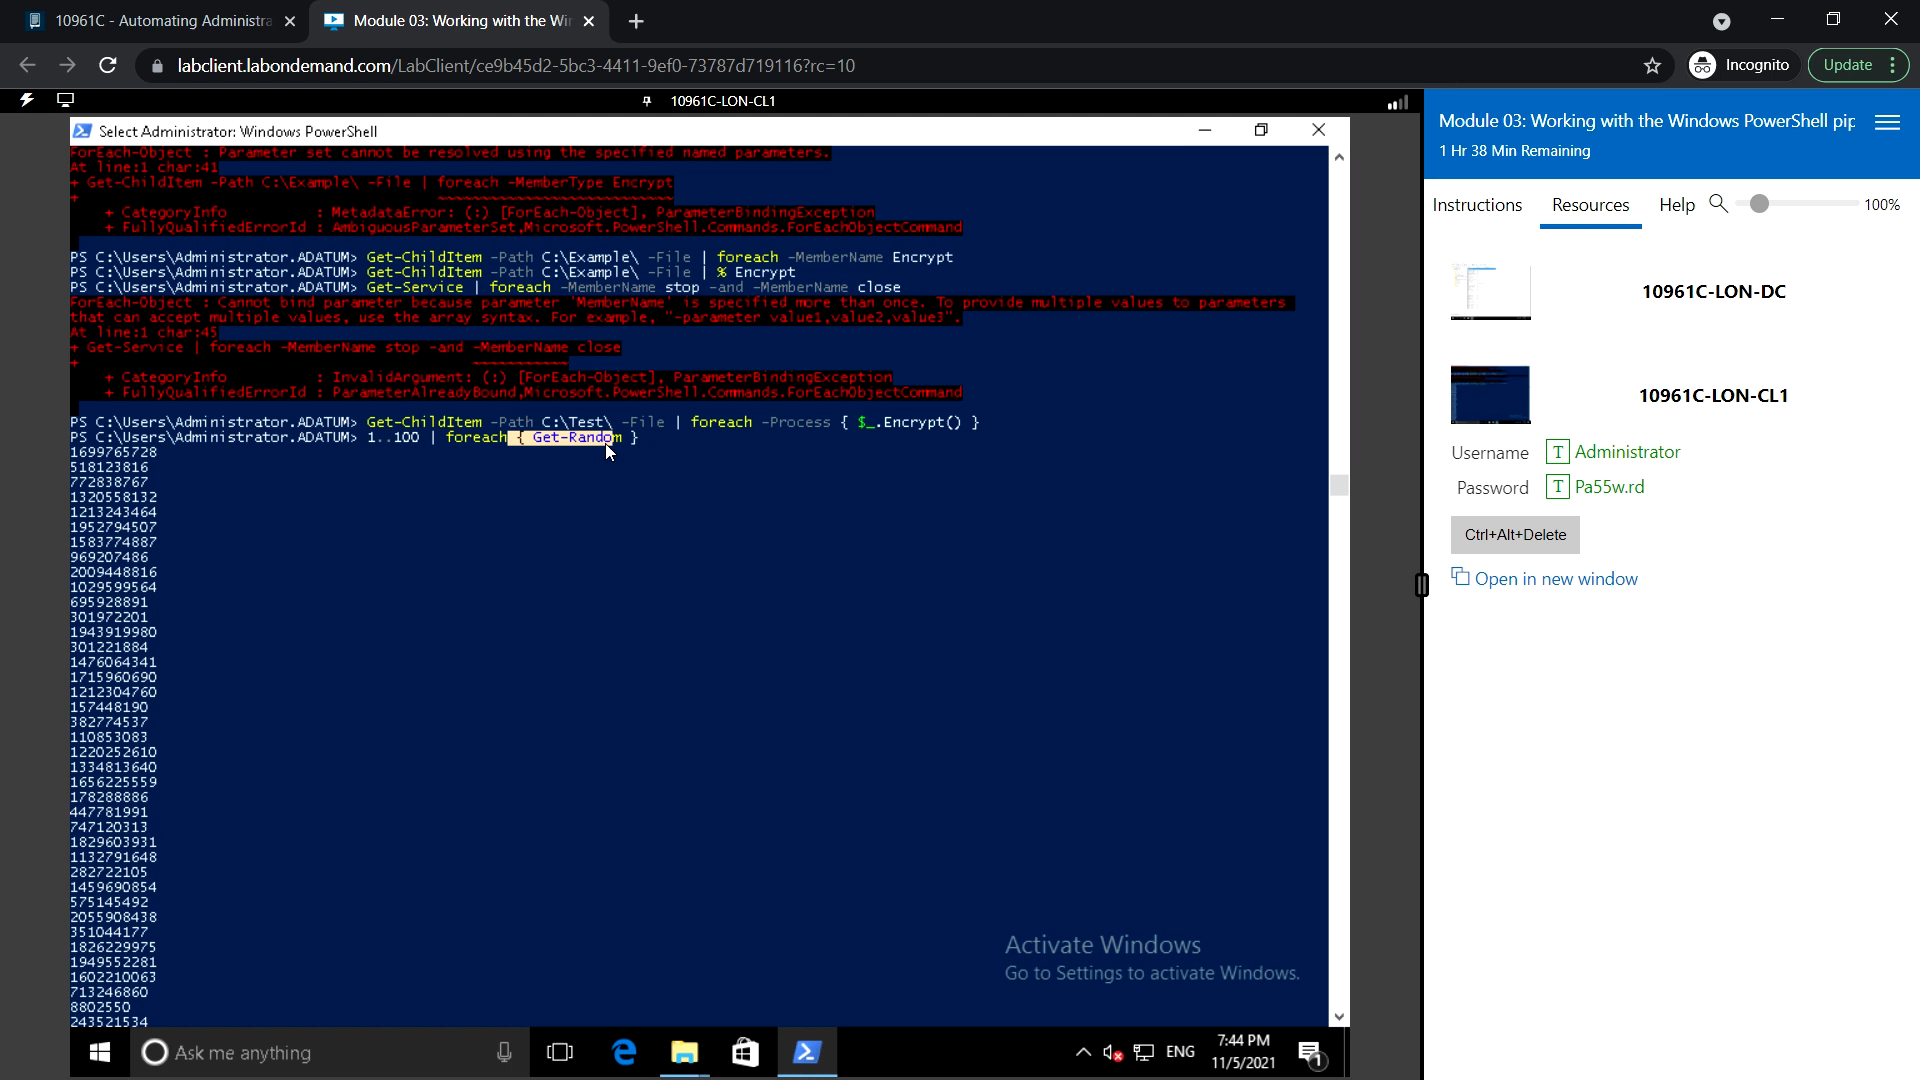 10961C - Automating Administra
Module 03: Working with the Wi
labclient.labondemand.com/LabClient/ce9b45d2-5bc3-4411-9ef0-73787d719116?rc=10
Incognito
Update
10961C-LON-CL1
Select Administrator: Windows PowerShell
ForEach-Object : Parameter set cannot be resolved using the specified named parameters.
At line:1 char:41
+ Get-ChildItem -Path C:\Example\ -File | foreach -MemberType Encrypt
+                                         ~~~~~~~~~~~~~~~~~~~~~~~~~~~
+ CategoryInfo          : MetadataError: (:) [ForEach-Object], ParameterBindingException
+ FullyQualifiedErrorId : AmbiguousParameterSet,Microsoft.PowerShell.Commands.ForEachObjectCommand
PS C:\Users\Administrator.ADATUM> Get-ChildItem -Path C:\Example\ -File | foreach -MemberName Encrypt
PS C:\Users\Administrator.ADATUM> Get-ChildItem -Path C:\Example\ -File | % Encrypt
PS C:\Users\Administrator.ADATUM> Get-Service | foreach -MemberName stop -and -MemberName close
ForEach-Object : Cannot bind parameter because parameter 'MemberName' is specified more than once. To provide multiple values to parameters
that can accept multiple values, use the array syntax. For example, "-parameter value1,value2,value3".
At line:1 char:45
+ Get-Service | foreach -MemberName stop -and -MemberName close
+                                             ~~~~~~~~~~~
+ CategoryInfo          : InvalidArgument: (:) [ForEach-Object], ParameterBindingException
+ FullyQualifiedErrorId : ParameterAlreadyBound,Microsoft.PowerShell.Commands.ForEachObjectCommand
PS C:\Users\Administrator.ADATUM> Get-ChildItem -Path C:\Test\ -File | foreach -Process { $_.Encrypt() }
PS C:\Users\Administrator.ADATUM> 1..100 | foreach { Get-Random }
1699765728
518123816
772838767
1320558132
1213243464
1952794507
1583774887
969207486
2009448816
1029599564
695928891
301972201
1943919980
301221884
1476064341
1715960690
1212304760
157448190
382774537
110853083
1220252610
1334813640
1656225559
178288886
447781991
747120313
1829603931
1132791648
282722105
1459690854
575145492
2055908438
351044177
1826229975
1949552281
1602210063
713246860
8802550
243521534
Activate Windows
Go to Settings to activate Windows.
Ask me anything
ENG
7:44 PM
11/5/2021
1
Module 03: Working with the Windows PowerShell pip
1 Hr 38 Min Remaining
Instructions
Resources
Help
100%
10961C-LON-DC
10961C-LON-CL1
Username T Administrator
Password T Pa55w.rd
Ctrl+Alt+Delete
Open in new window